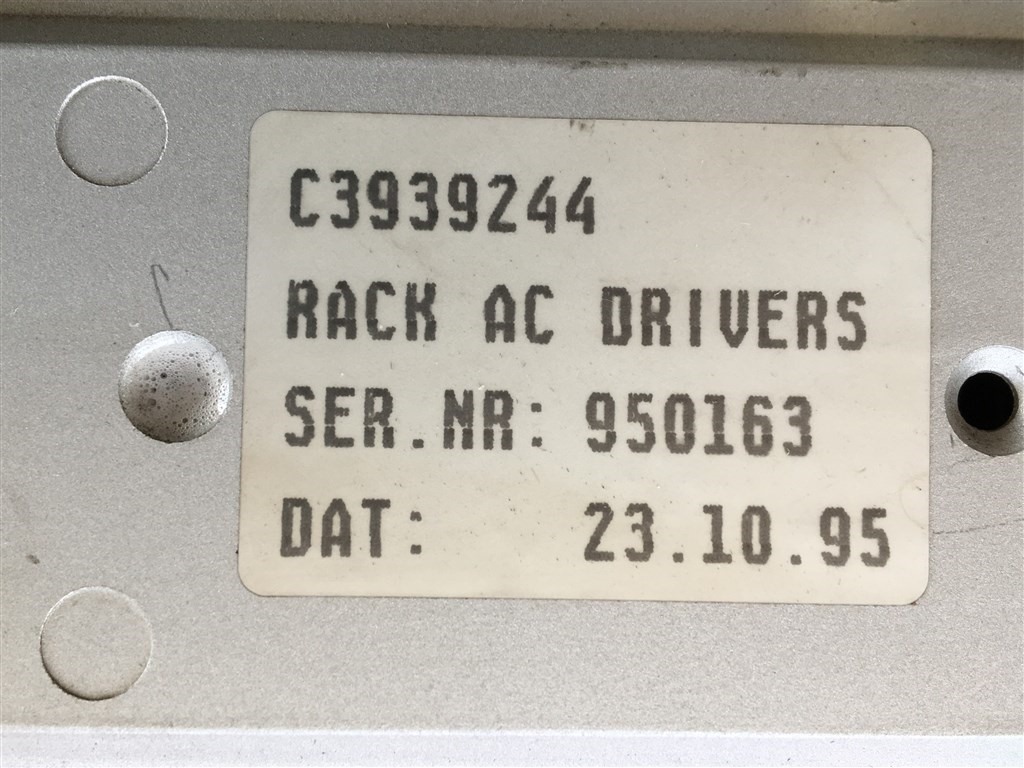 C3939244
RACK AC DRIVERS
SER.NR: 950163
DAT: 23.10.95